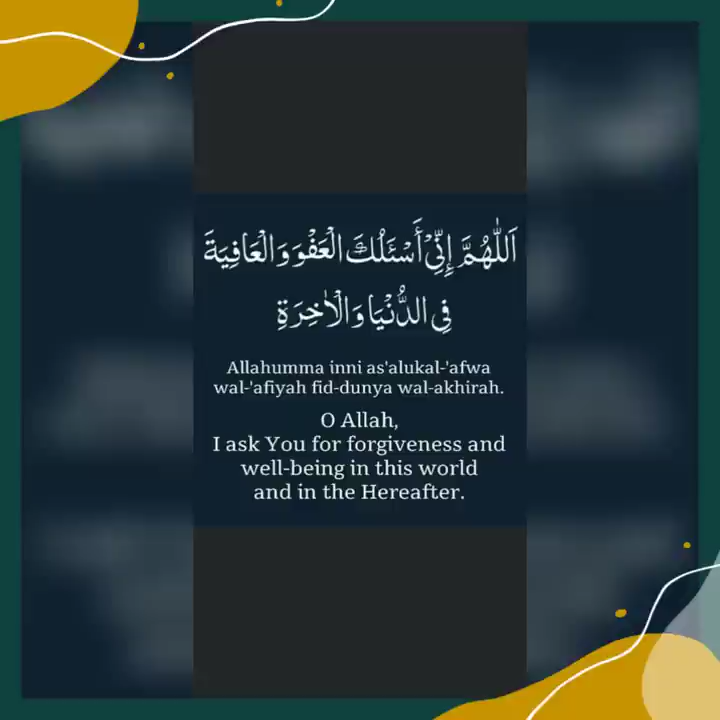 اَللّٰهُمَّ إِنِّيْ أَسْئَلُكَ الْعَفْوَ وَالْعَافِيَةَ
فِي الدُّنْيَا وَالْاٰخِرَةِ
Allahumma inni as'alukal-'afwa
wal-'afiyah fid-dunya wal-akhirah.
O Allah,
I ask You for forgiveness and
well-being in this world
and in the Hereafter.